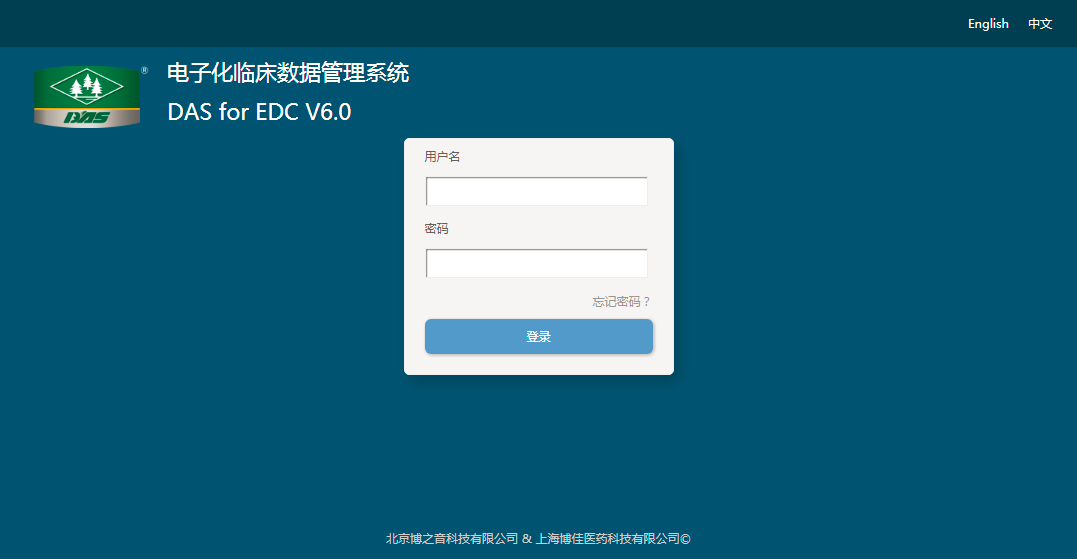 English 中文
®
电子化临床数据管理系统
DAS for EDC V6.0
DAS
用户名
密码
忘记密码？
登录
北京博之音科技有限公司 & 上海博佳医药科技有限公司©